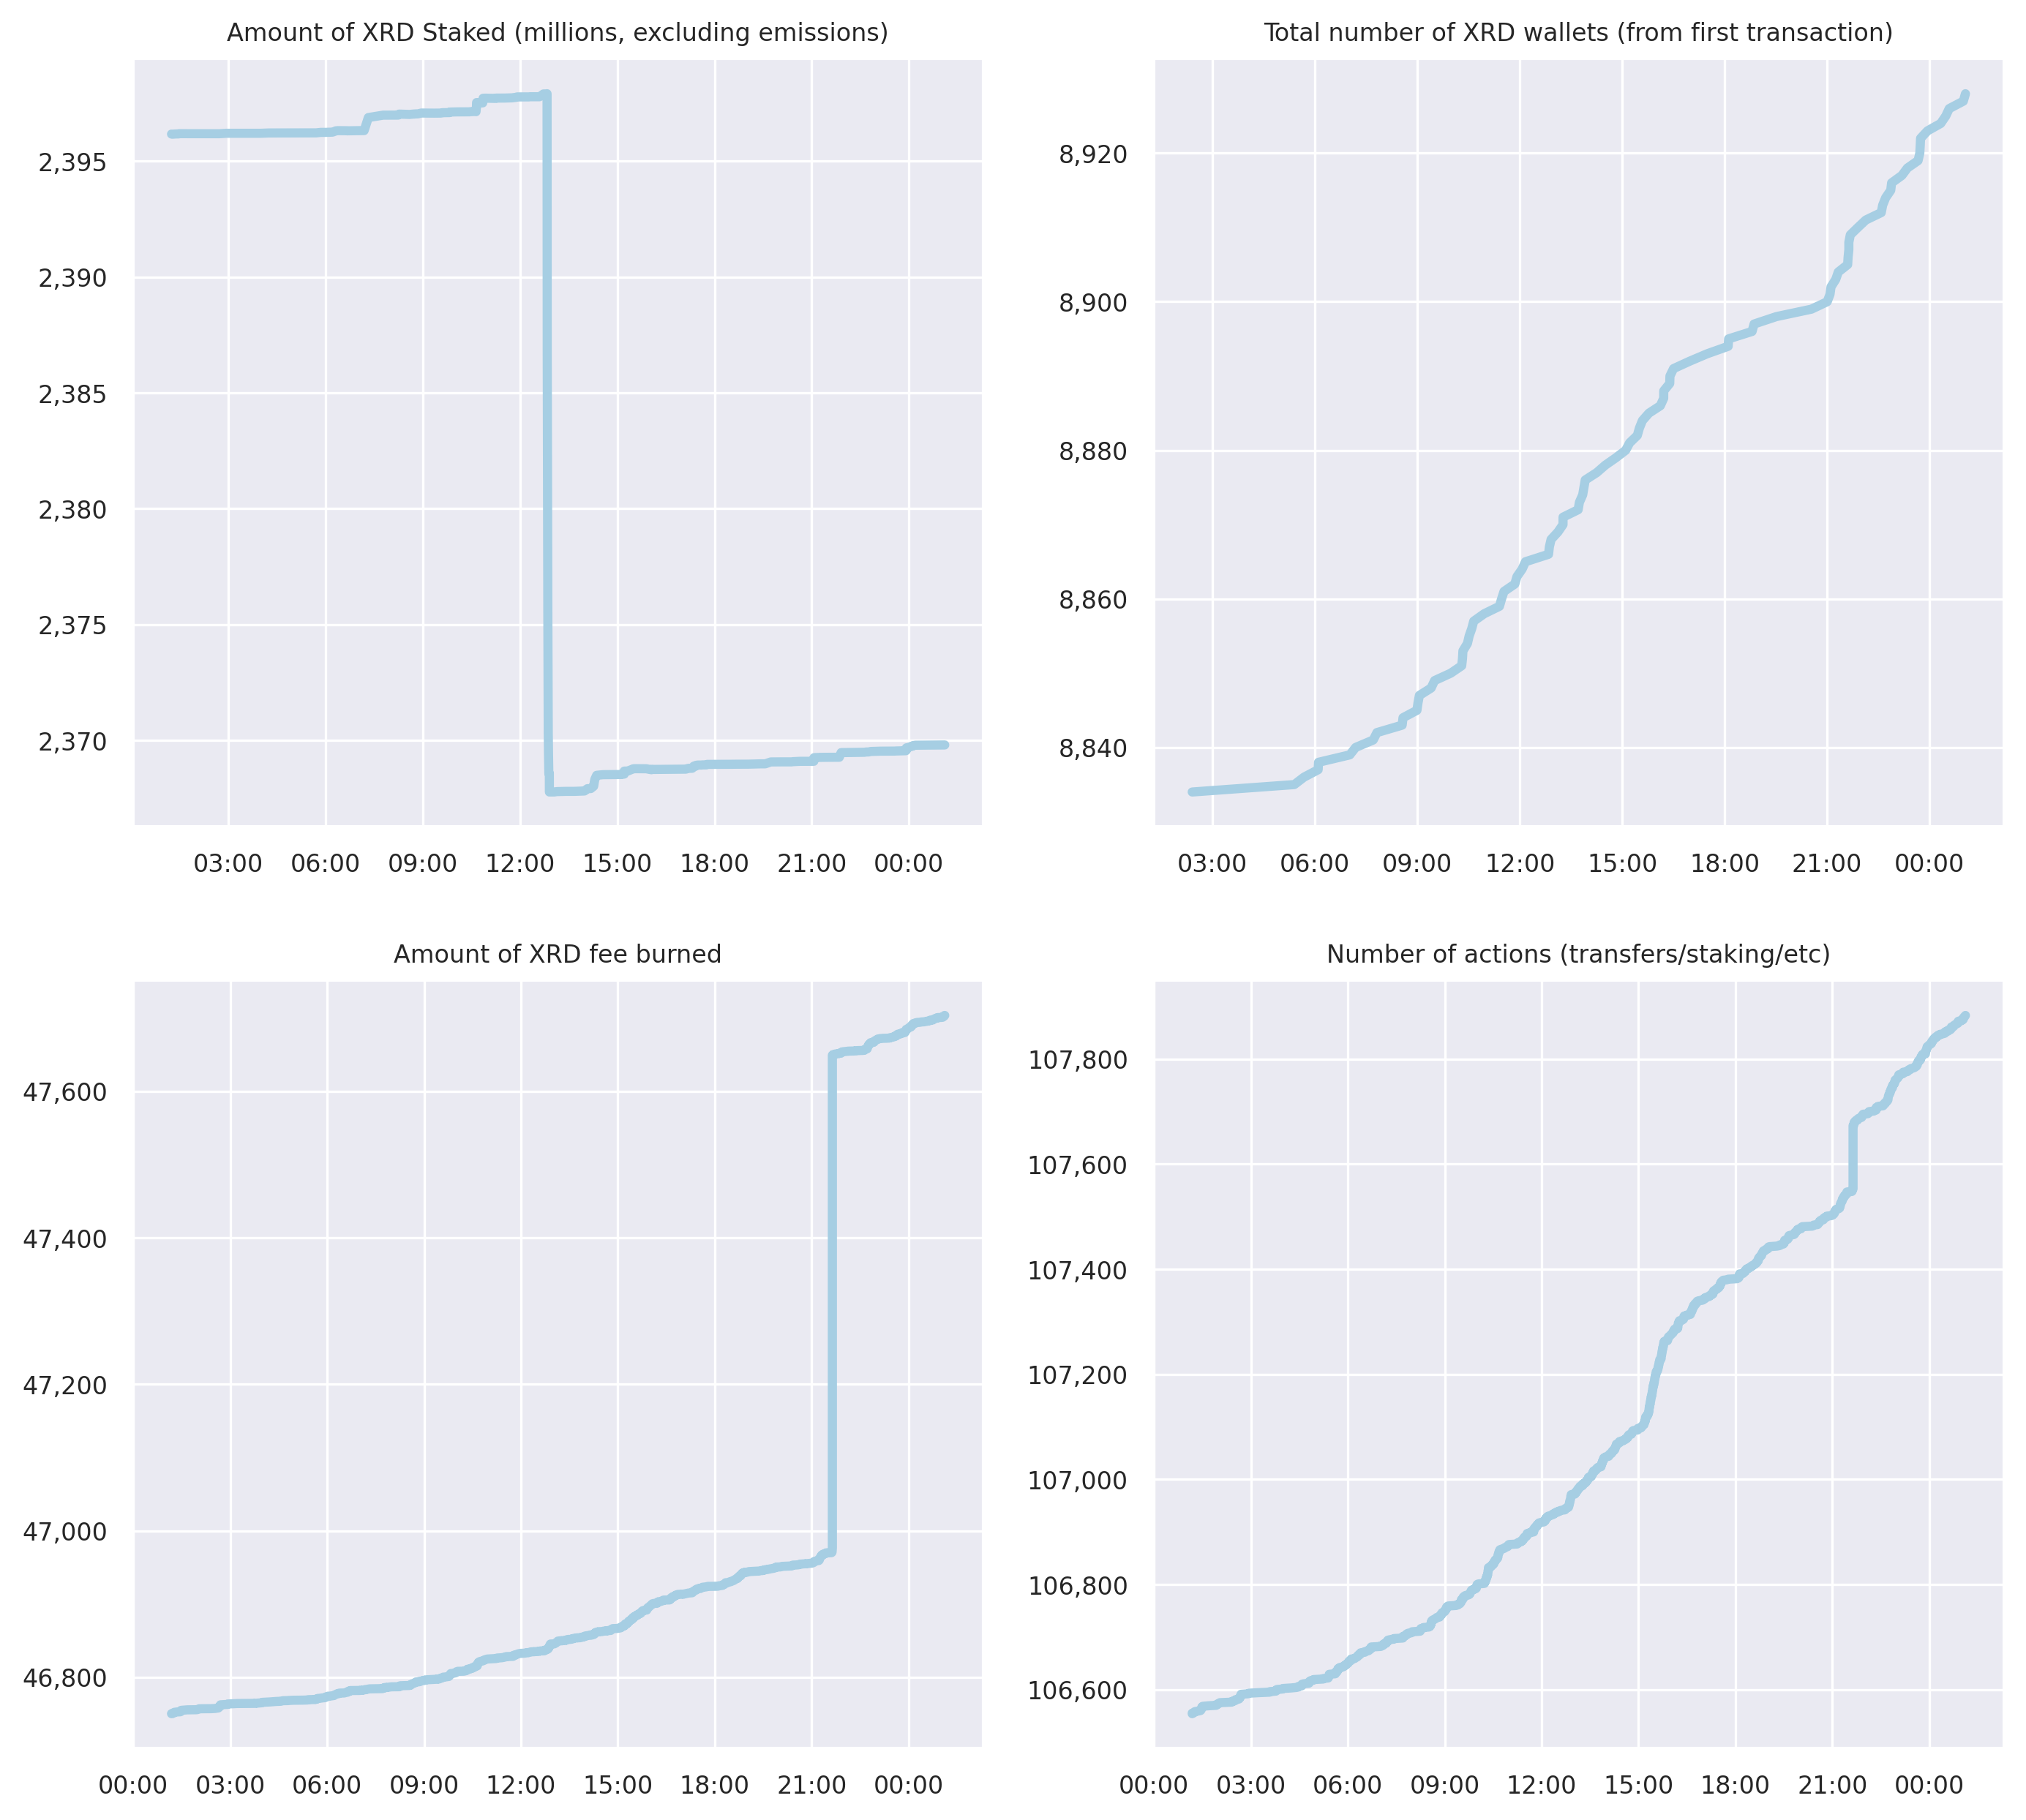 Amount of XRD Staked (millions, excluding emissions)
2,395
2,390
2,385
2,380
2,375
2,370
03:00 06:00 09:00 12:00 15:00 18:00 21:00 00:00
Total number of XRD wallets (from first transaction)
8,920
8,900
8,880
8,860
8,840
03:00 06:00 09:00 12:00 15:00 18:00 21:00 00:00
Amount of XRD fee burned
47,600
47,400
47,200
47,000
46,800
00:00 03:00 06:00 09:00 12:00 15:00 18:00 21:00 00:00
Number of actions (transfers/staking/etc)
107,800
107,600
107,400
107,200
107,000
106,800
106,600
00:00 03:00 06:00 09:00 12:00 15:00 18:00 21:00 00:00